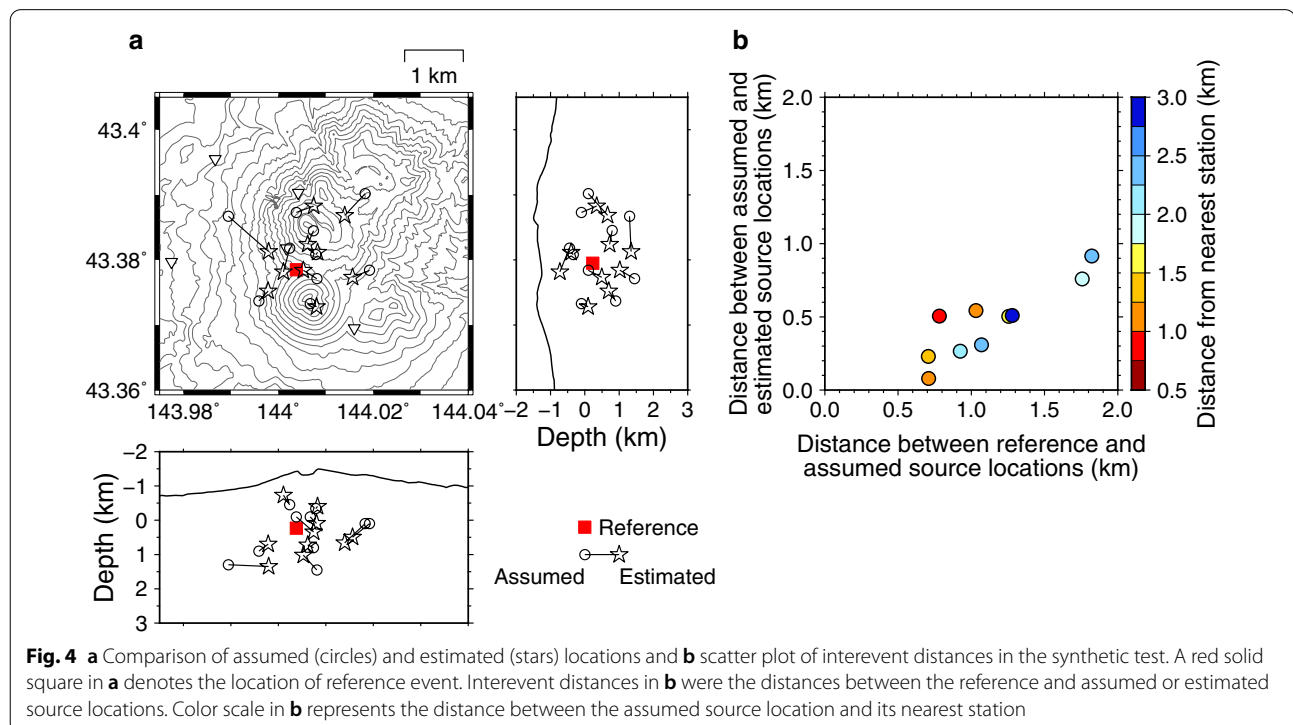 a
1 km
43.4˚
43.38˚
43.36˚
143.98˚
144˚
144.02˚
144.04˚
−2 −1 0 1 2 3
Depth (km)
−2
−1
0
1
2
3
Depth (km)
Reference
Assumed Estimated
b
Distance between assumed and
estimated source locations (km)
2.0
1.5
1.0
0.5
0.0
0.0 0.5 1.0 1.5 2.0
Distance between reference and
assumed source locations (km)
3.0
2.5
2.0
1.5
1.0
0.5
Distance from nearest station (km)
Fig. 4 a Comparison of assumed (circles) and estimated (stars) locations and b scatter plot of interevent distances in the synthetic test. A red solid
square in a denotes the location of reference event. Interevent distances in b were the distances between the reference and assumed or estimated
source locations. Color scale in b represents the distance between the assumed source location and its nearest station